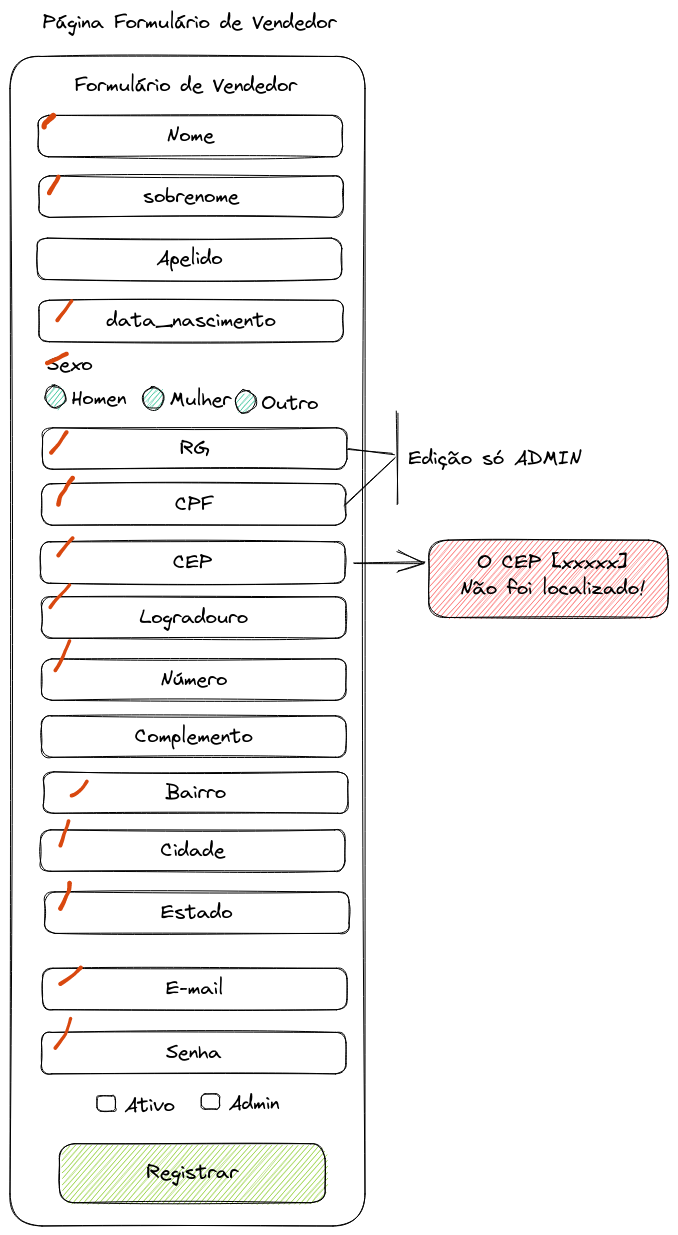 Página Formulário de Vendedor
Formulário de Vendedor
Nome
sobrenome
Apelido
data_nascimento
Sexo
Homen Mulher Outro
RG
Edição só ADMIN
CPF
CEP
O CEP [xxxxx]
Não foi localizado!
Logradouro
Número
Complemento
Bairro
Cidade
Estado
E-mail
Senha
Ativo Admin
Registrar